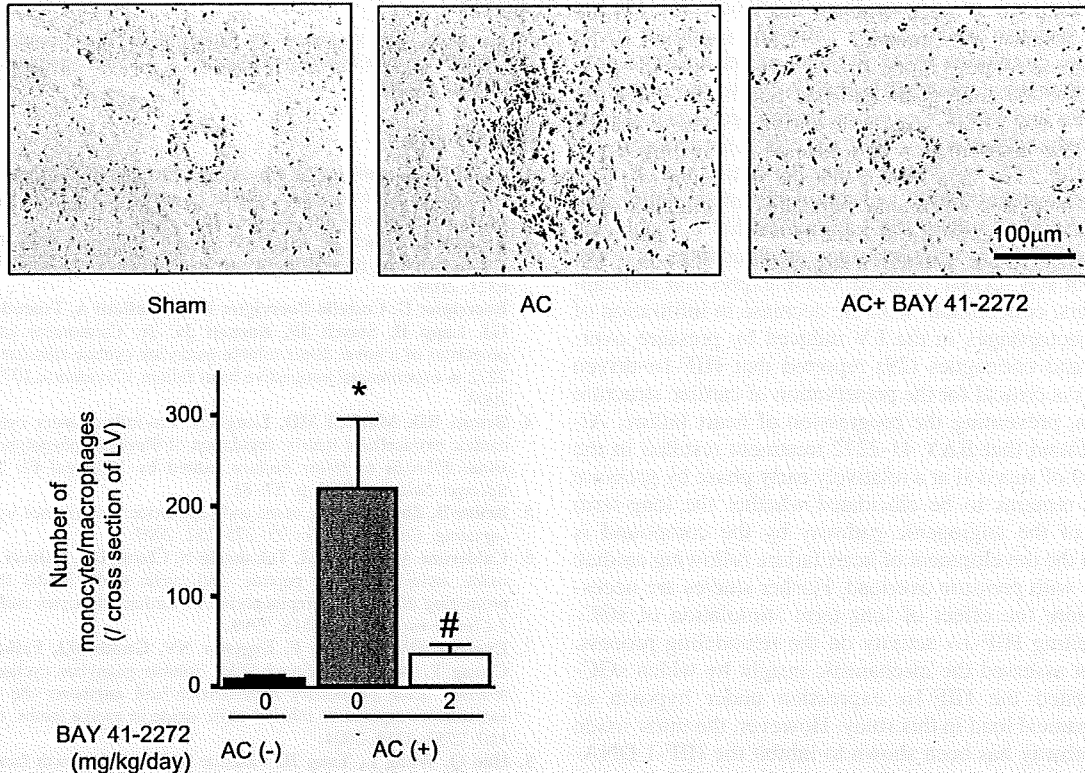 100μm
Sham
AC
AC+ BAY 41-2272
Number of
monocyte/macrophages
(/ cross section of LV)
300
200
100
0
*
#
0
0
2
BAY 41-2272
(mg/kg/day)
AC (-)
AC (+)